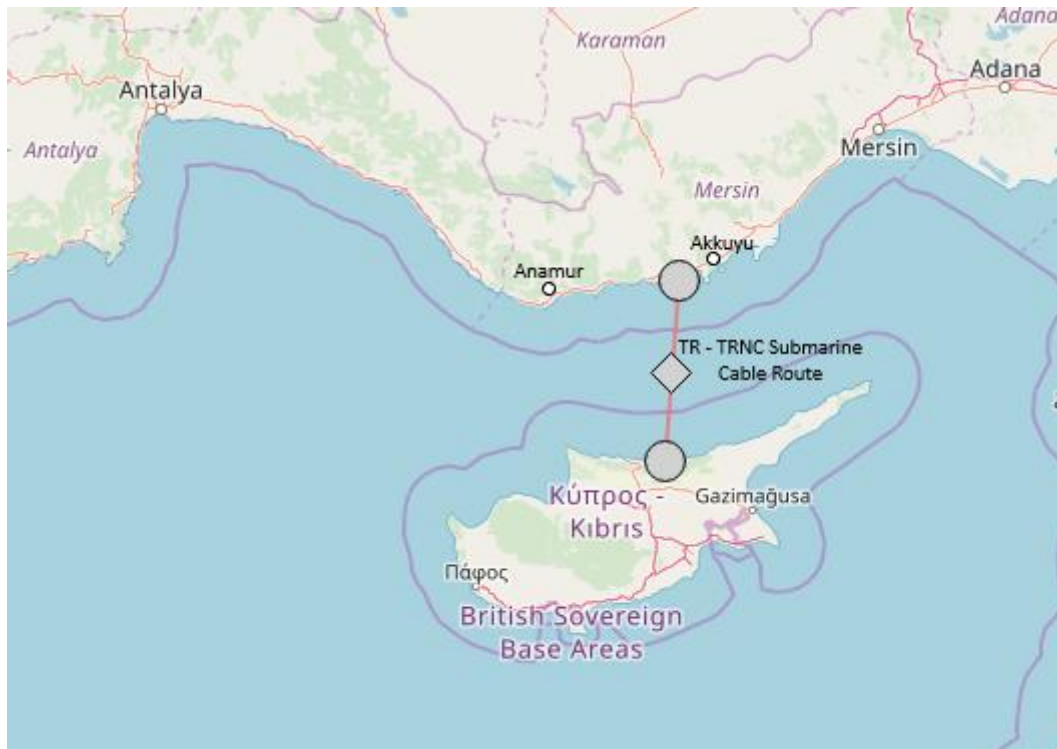 Karaman
Adana
Adana
Antalya
Mersin
Antalya
Mersin
Akkuyu
Anamur
TR - TRNC Submarine
Cable Route
Κύπρος -
Kıbrıs
Gazimağusa
Πάφος
British Sovereign
Base Areas